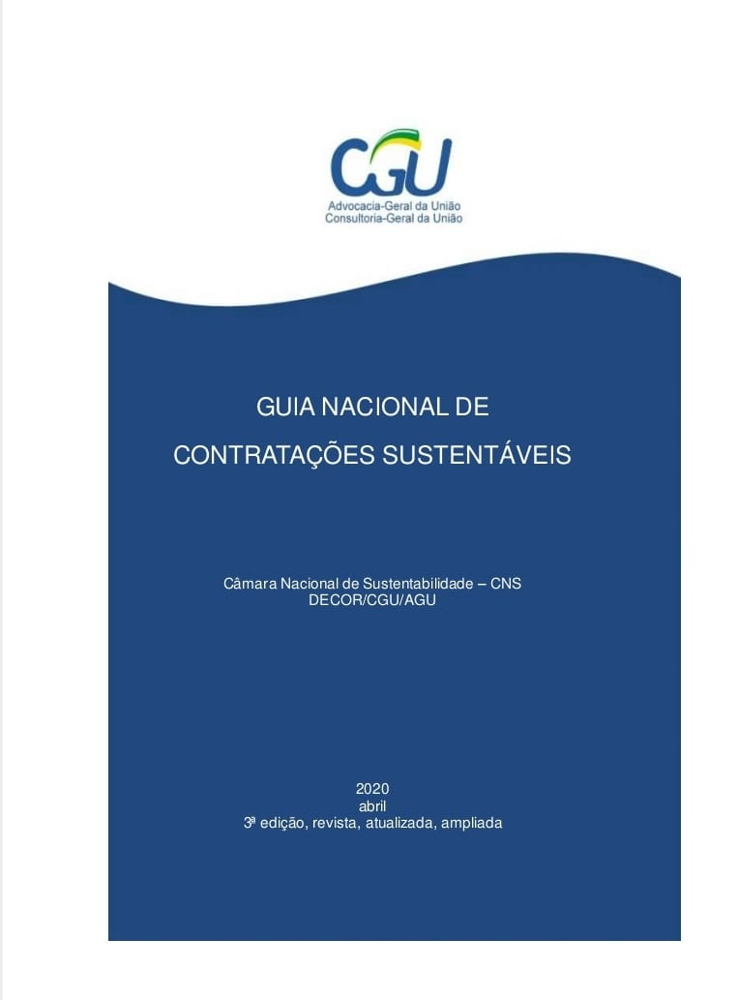 CGU
Advocacia-Geral da União
Consultoria-Geral da União
GUIA NACIONAL DE
CONTRATAÇÕES SUSTENTÁVEIS
Câmara Nacional de Sustentabilidade – CNS
DECOR/CGU/AGU
2020
abril
3ª edição, revista, atualizada, ampliada